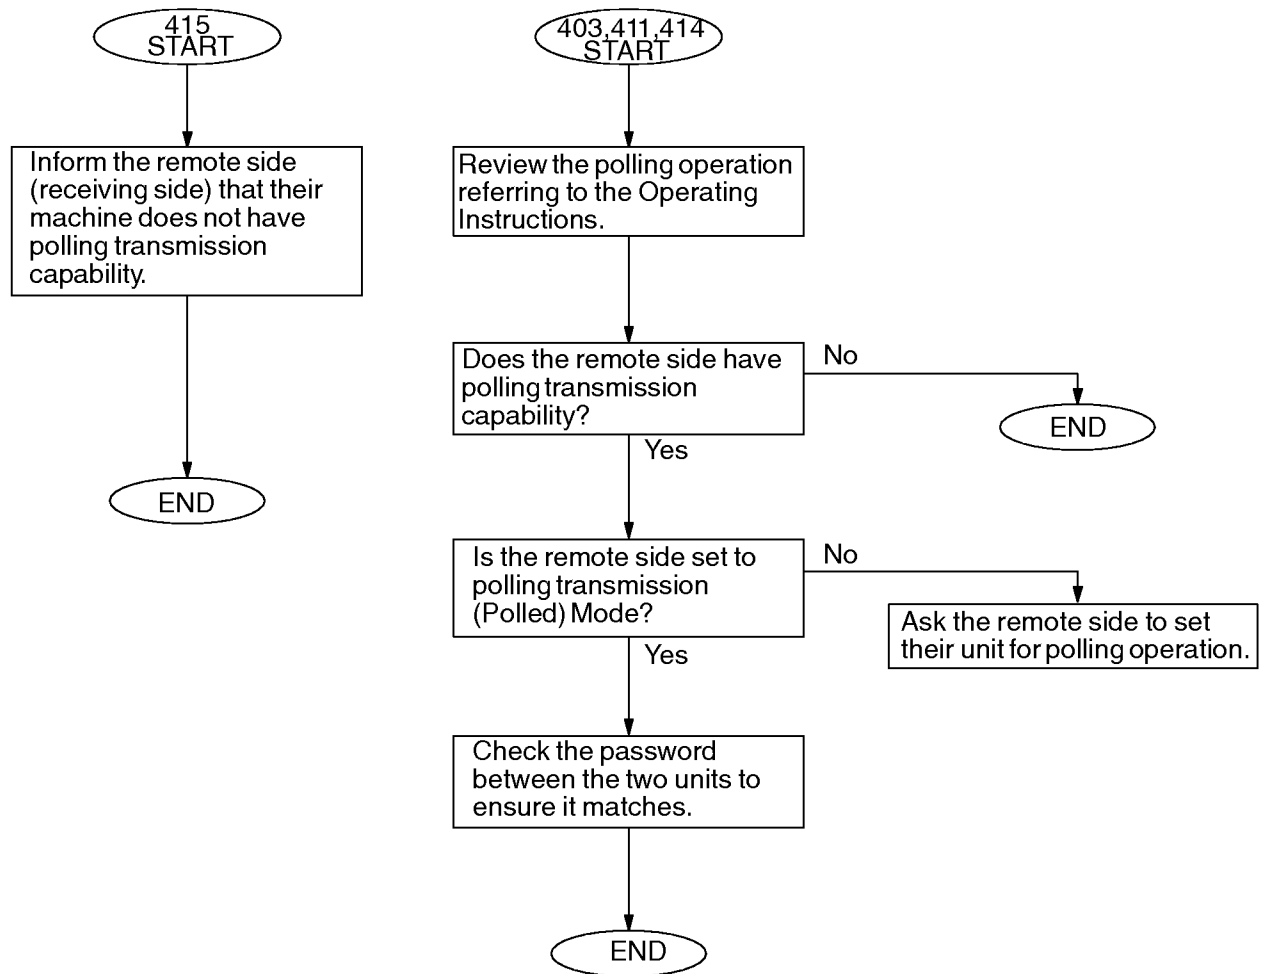 415
START
Inform the remote side
(receiving side) that their
machine does not have
polling transmission
capability.
END
403,411,414
START
Review the polling operation
referring to the Operating
Instructions.
Does the remote side have
polling transmission
capability?
No
END
Yes
Is the remote side set to
polling transmission
(Polled) Mode?
No
Ask the remote side to set
their unit for polling operation.
Yes
Check the password
between the two units to
ensure it matches.
END